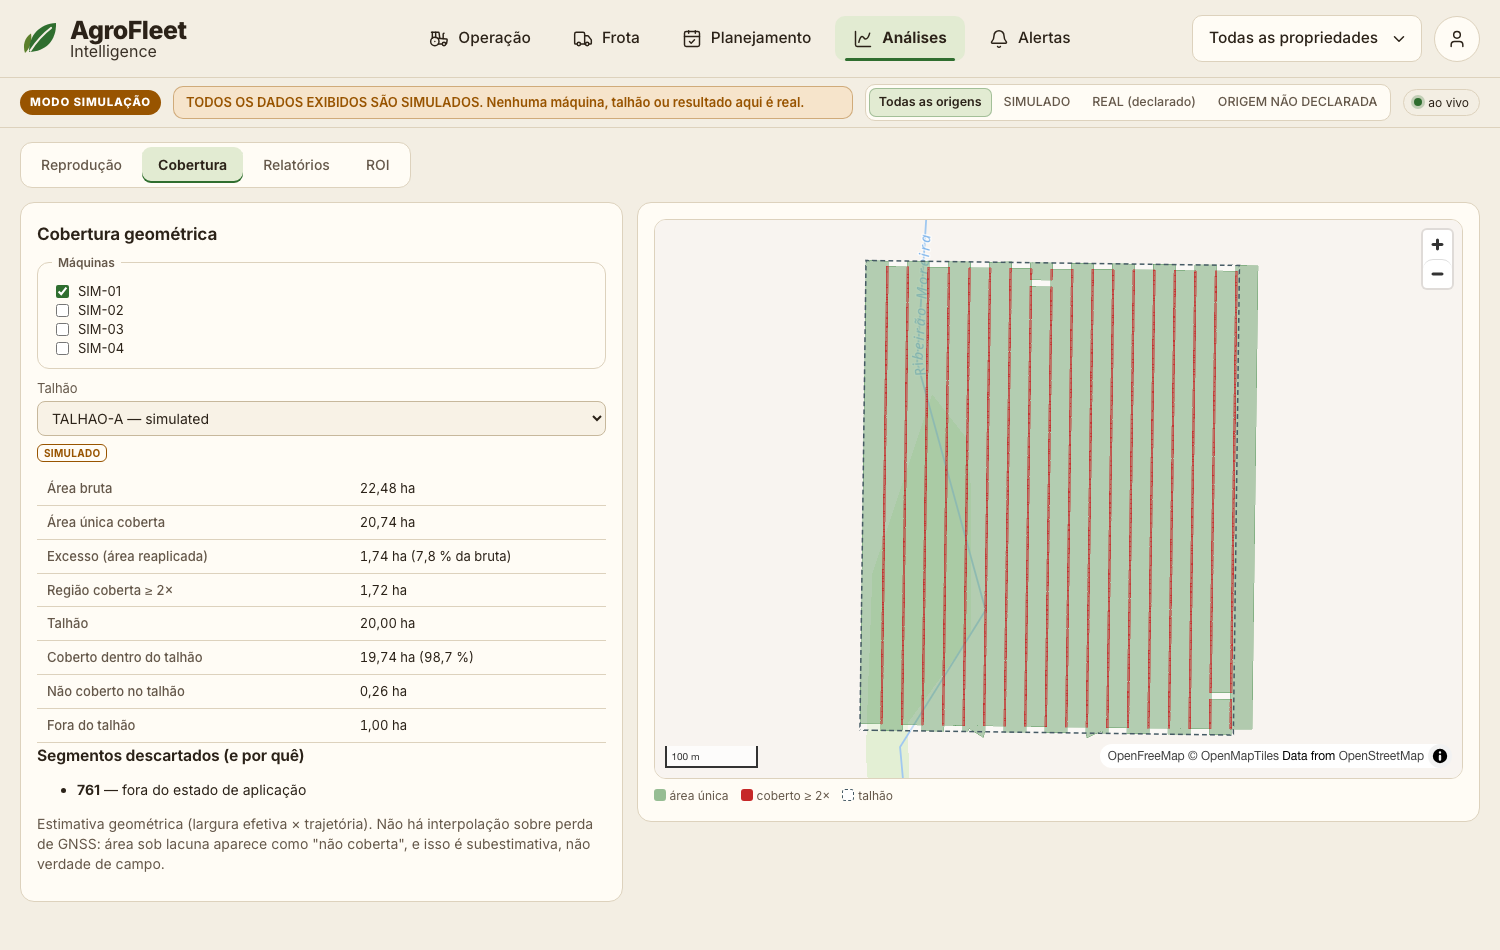 AgroFleet
Intelligence
Operação
Frota
Planejamento
Análises
Alertas
Todas as propriedades
MODO SIMULAÇÃO
TODOS OS DADOS EXIBIDOS SÃO SIMULADOS. Nenhuma máquina, talhão ou resultado aqui é real.
Todas as origens
SIMULADO
REAL (declarado)
ORIGEM NÃO DECLARADA
ao vivo
Reprodução
Cobertura
Relatórios
ROI
Cobertura geométrica
Máquinas
SIM-01
SIM-02
SIM-03
SIM-04
Talhão
TALHAO-A — simulated
SIMULADO
Área bruta 22,48 ha
Área única coberta 20,74 ha
Excesso (área reaplicada) 1,74 ha (7,8 % da bruta)
Região coberta ≥ 2× 1,72 ha
Talhão 20,00 ha
Coberto dentro do talhão 19,74 ha (98,7 %)
Não coberto no talhão 0,26 ha
Fora do talhão 1,00 ha
Segmentos descartados (e por quê)
• 761 — fora do estado de aplicação
Estimativa geométrica (largura efetiva × trajetória). Não há interpolação sobre perda
de GNSS: área sob lacuna aparece como "não coberta", e isso é subestimativa, não
verdade de campo.
+
−
100 m
OpenFreeMap © OpenMapTiles Data from OpenStreetMap
área única
coberto ≥ 2×
talhão